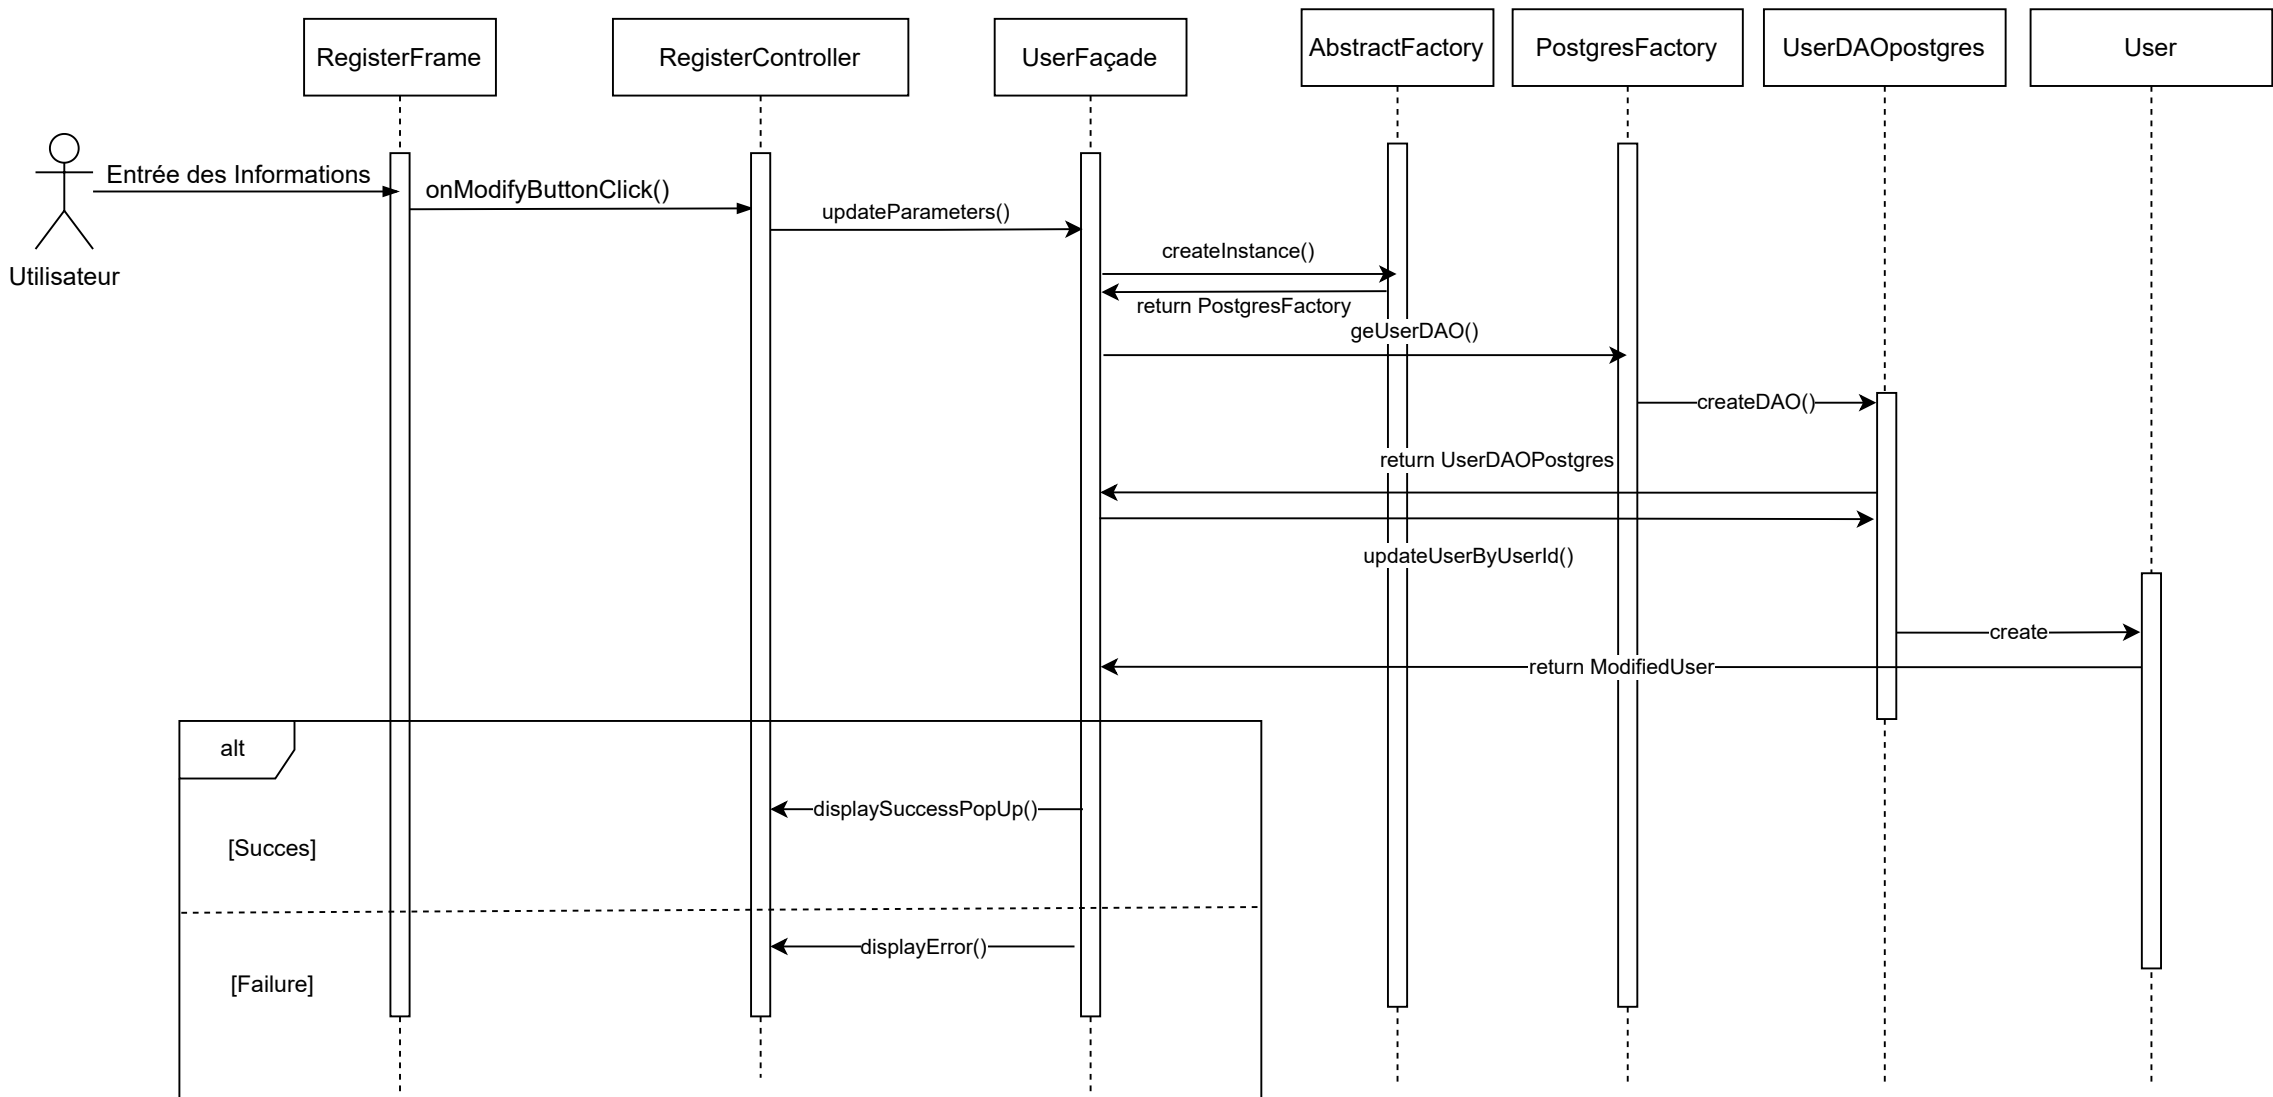 RegisterFrame
RegisterController
UserFaçade
AbstractFactory
PostgresFactory
UserDAOpostgres
User
Entrée des Informations
onModifyButtonClick()
updateParameters()
createInstance()
Utilisateur
return PostgresFactory
geUserDAO()
createDAO()
return UserDAOPostgres
updateUserByUserId()
create
return ModifiedUser
alt
displaySuccessPopUp()
[Succes]
displayError()
[Failure]